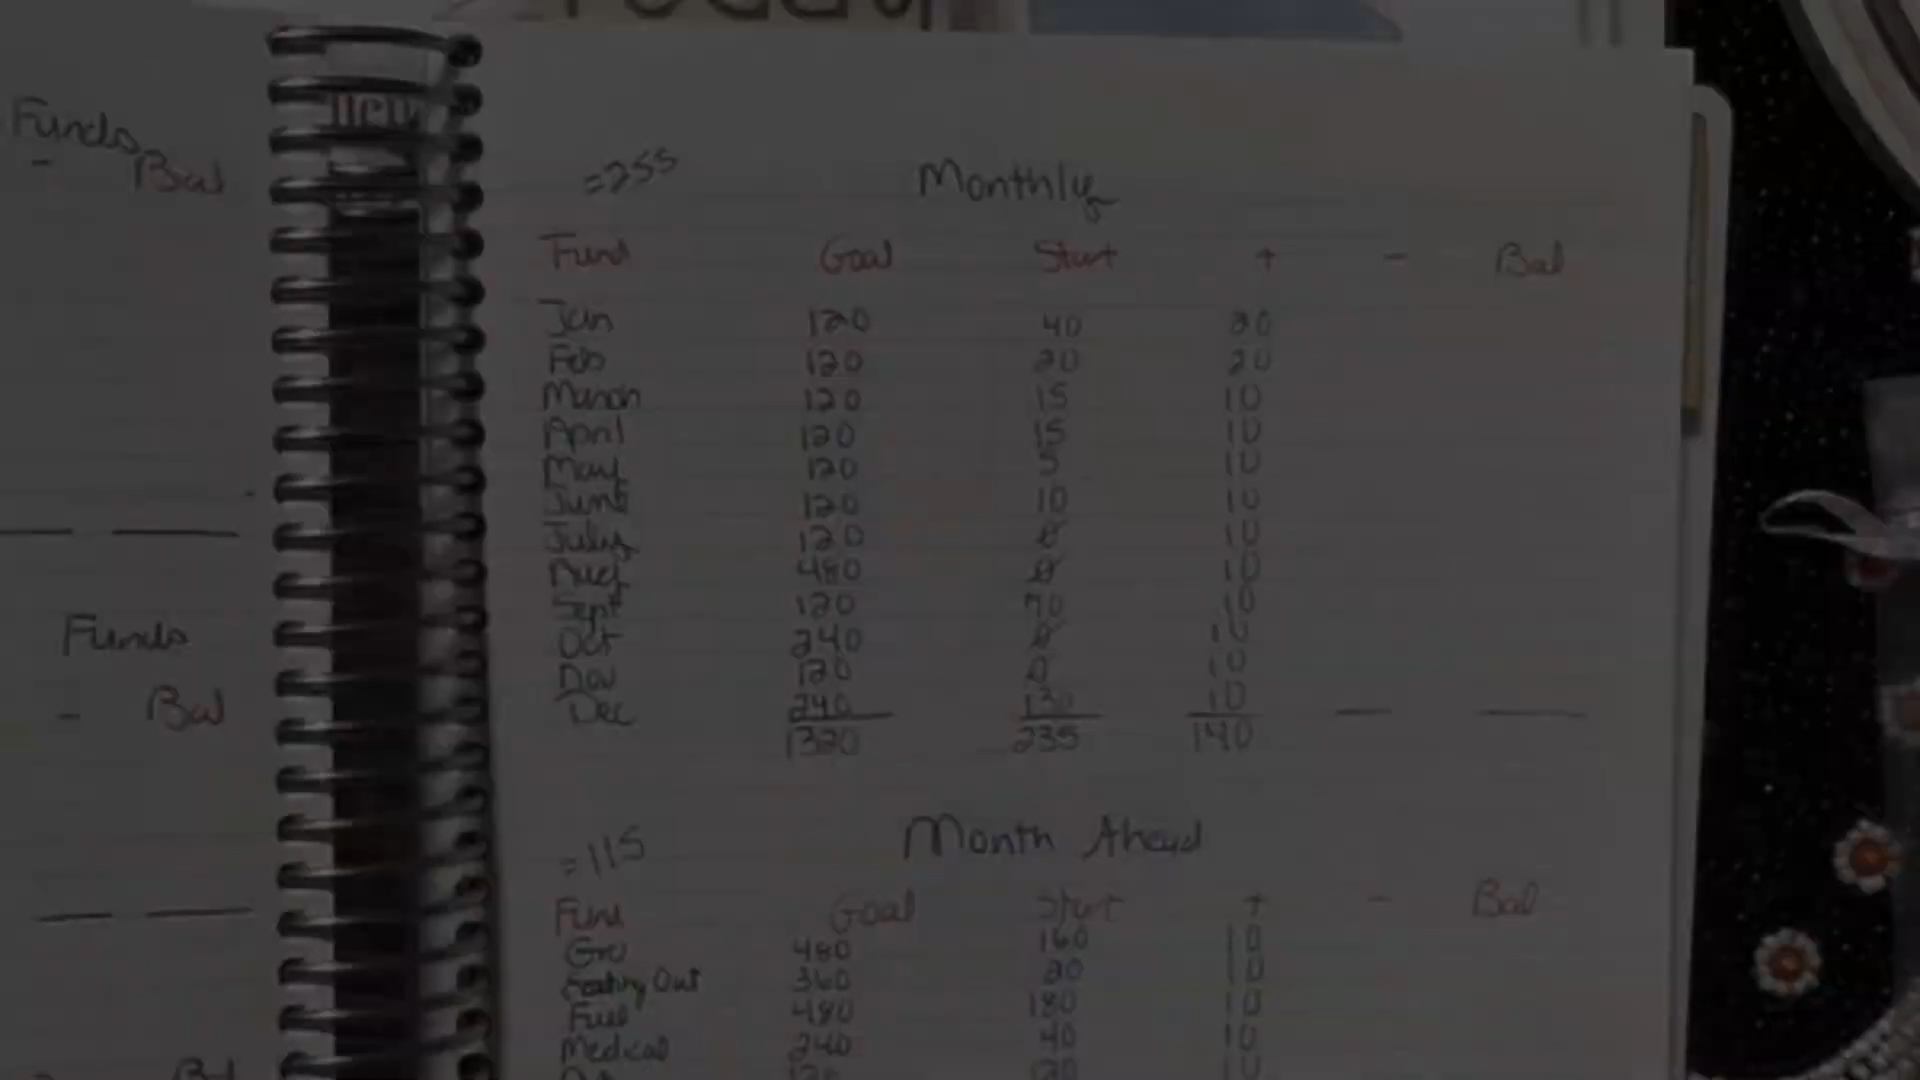 Funds
- Bal
=255 Monthly
Fund Goal Start + - Bal
Jan 120 40 20
Feb 120 20 20
March 120 15 10
April 120 15 10
May 120 5 10
June 120 10 10
July 120 0 10
Aug 480 0 10
Sept 120 70 10
Oct 240 0 10
Nov 120 0 10
Dec 240 130 10
1320 235 140
Funds
- Bal
=115 Month Ahead
Fund Goal Start + - Bal
Gro 480 160 10
Eating Out 360 20 10
Fuel 480 180 10
Medical 240 40 10
Bal